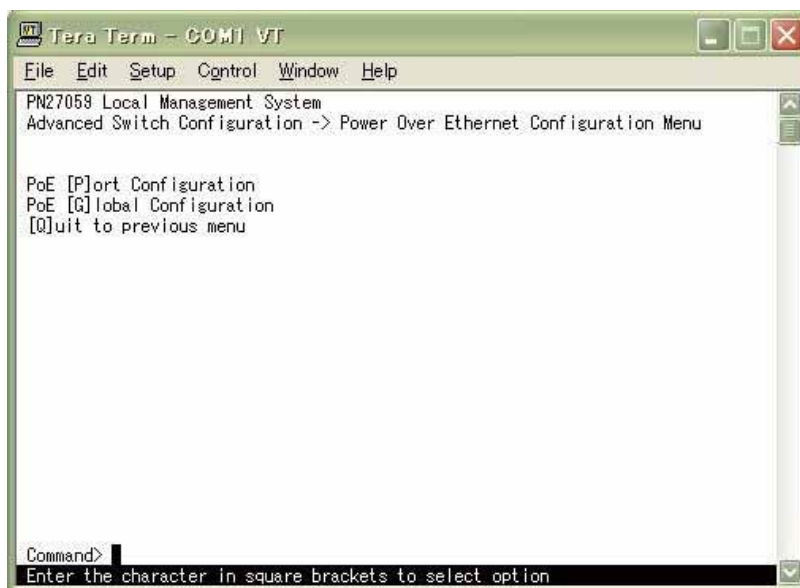 Tera Term - COM1 VT
File Edit Setup Control Window Help
PN27059 Local Management System
Advanced Switch Configuration -> Power Over Ethernet Configuration Menu
PoE [P]ort Configuration
PoE [G]lobal Configuration
[Q]uit to previous menu
Command>
Enter the character in square brackets to select option